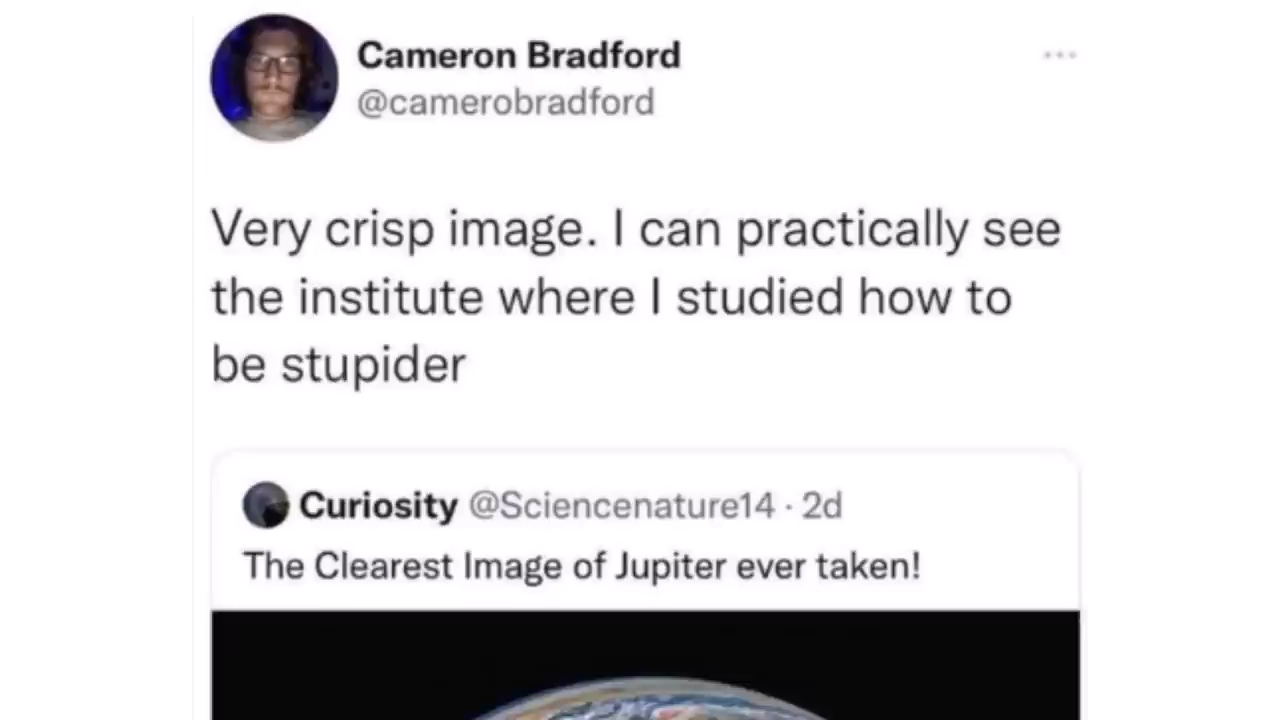 Cameron Bradford
@camerobradford
Very crisp image. I can practically see
the institute where I studied how to
be stupider
Curiosity @Sciencenature14 · 2d
The Clearest Image of Jupiter ever taken!